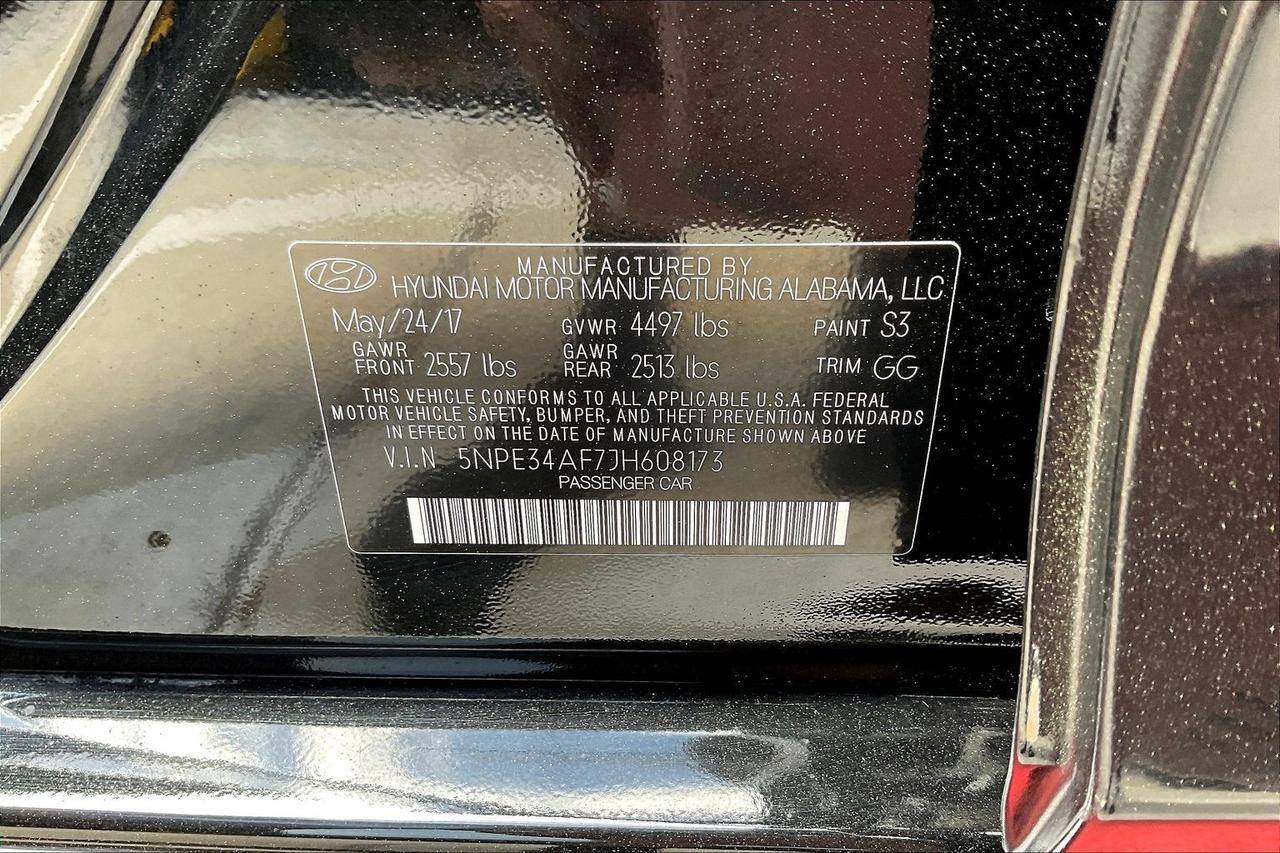 MANUFACTURED BY
HYUNDAI MOTOR MANUFACTURING ALABAMA, LLC
May/24/17 GVWR 4497 lbs PAINT S3
GAWR FRONT 2557 lbs GAWR REAR 2513 lbs TRIM GG
THIS VEHICLE CONFORMS TO ALL APPLICABLE U.S.A. FEDERAL
MOTOR VEHICLE SAFETY, BUMPER, AND THEFT PREVENTION STANDARDS
IN EFFECT ON THE DATE OF MANUFACTURE SHOWN ABOVE
V.I.N 5NPE34AF7JH608173
PASSENGER CAR